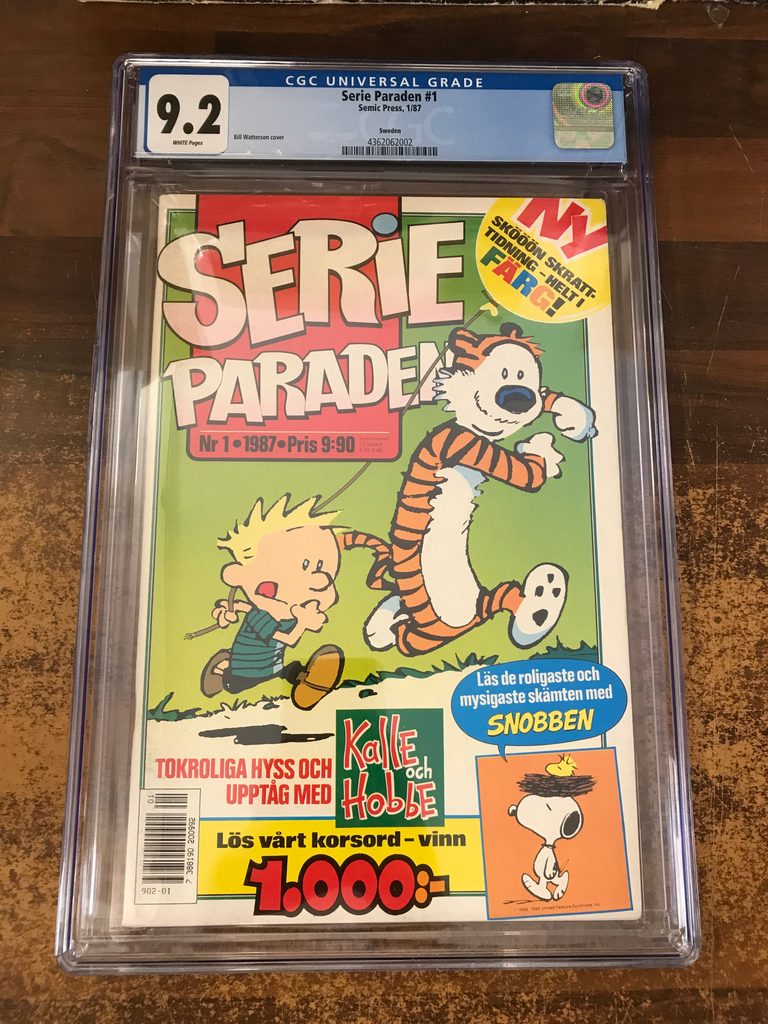 CGC UNIVERSAL GRADE
9.2
WHITE Pages
Serie Paraden #1
Semic Press, 1/87
Bill Watterson cover
Sweden
4362062002
SERIE
PARADEN
Nr 1 • 1987 • Pris 9:90
NY
SKÖÖÖN SKRATT-
TIDNING – HELT I
FÄRG!
Läs de roligaste och
mysigaste skämten med
SNOBBEN
TOKROLIGA HYSS OCH
UPPTÅG MED
Kalle
och
Hobbe
Lös vårt korsord – vinn
1.000:-
01
7 388190 200992
902-01